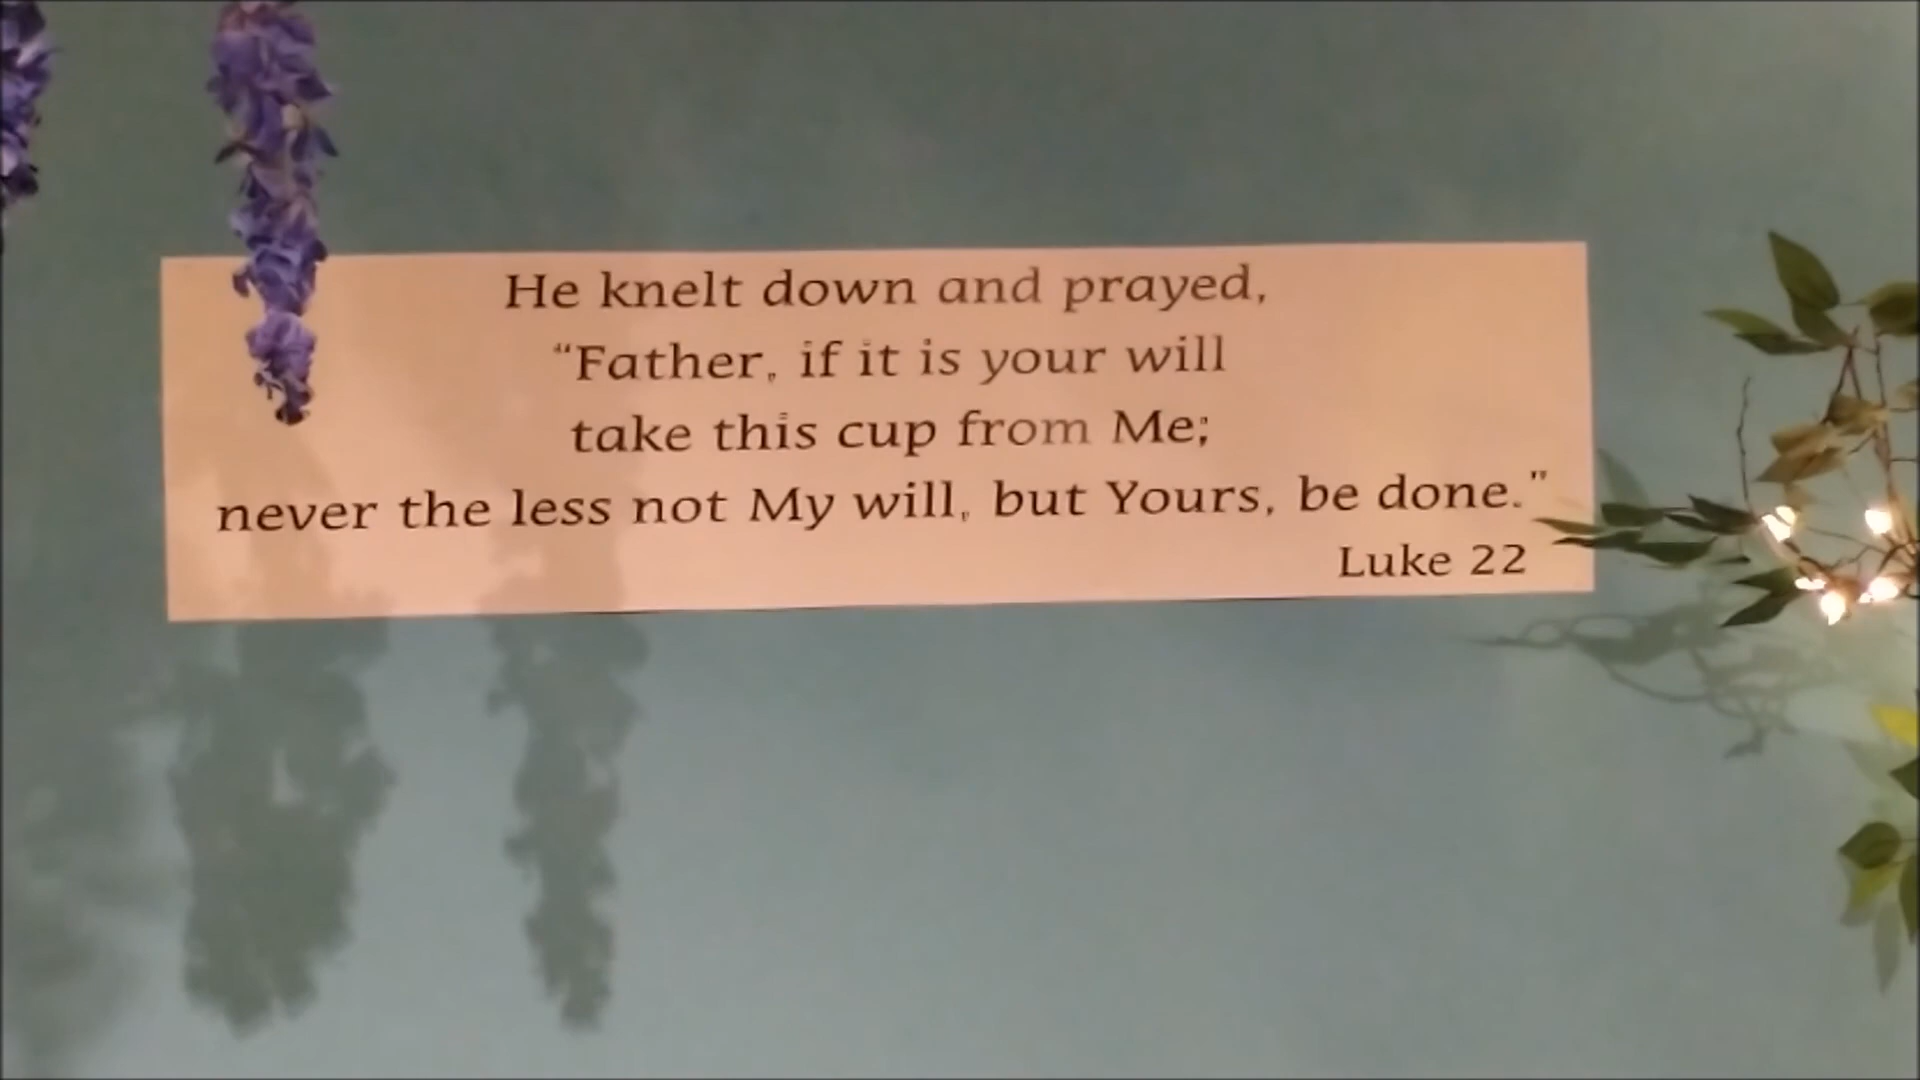 He knelt down and prayed,
“Father, if it is your will
take this cup from Me;
never the less not My will, but Yours, be done."
Luke 22